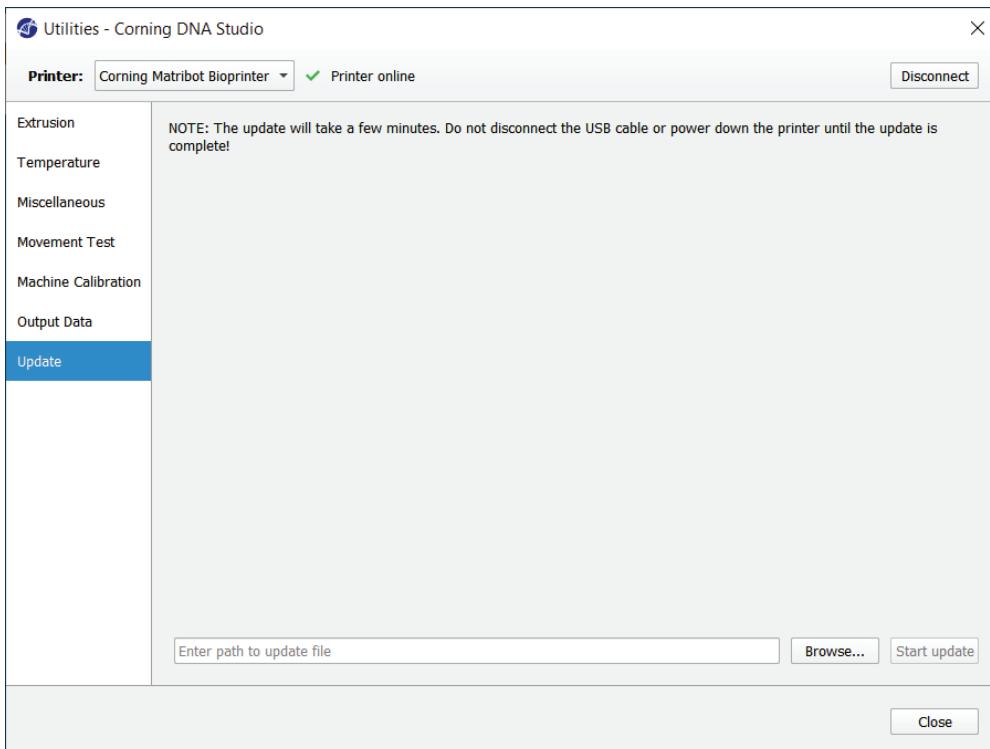 Utilities - Corning DNA Studio
Printer: Corning Matribot Bioprinter Printer online Disconnect
Extrusion
Temperature
Miscellaneous
Movement Test
Machine Calibration
Output Data
Update
NOTE: The update will take a few minutes. Do not disconnect the USB cable or power down the printer until the update is
complete!
Enter path to update file Browse... Start update
Close